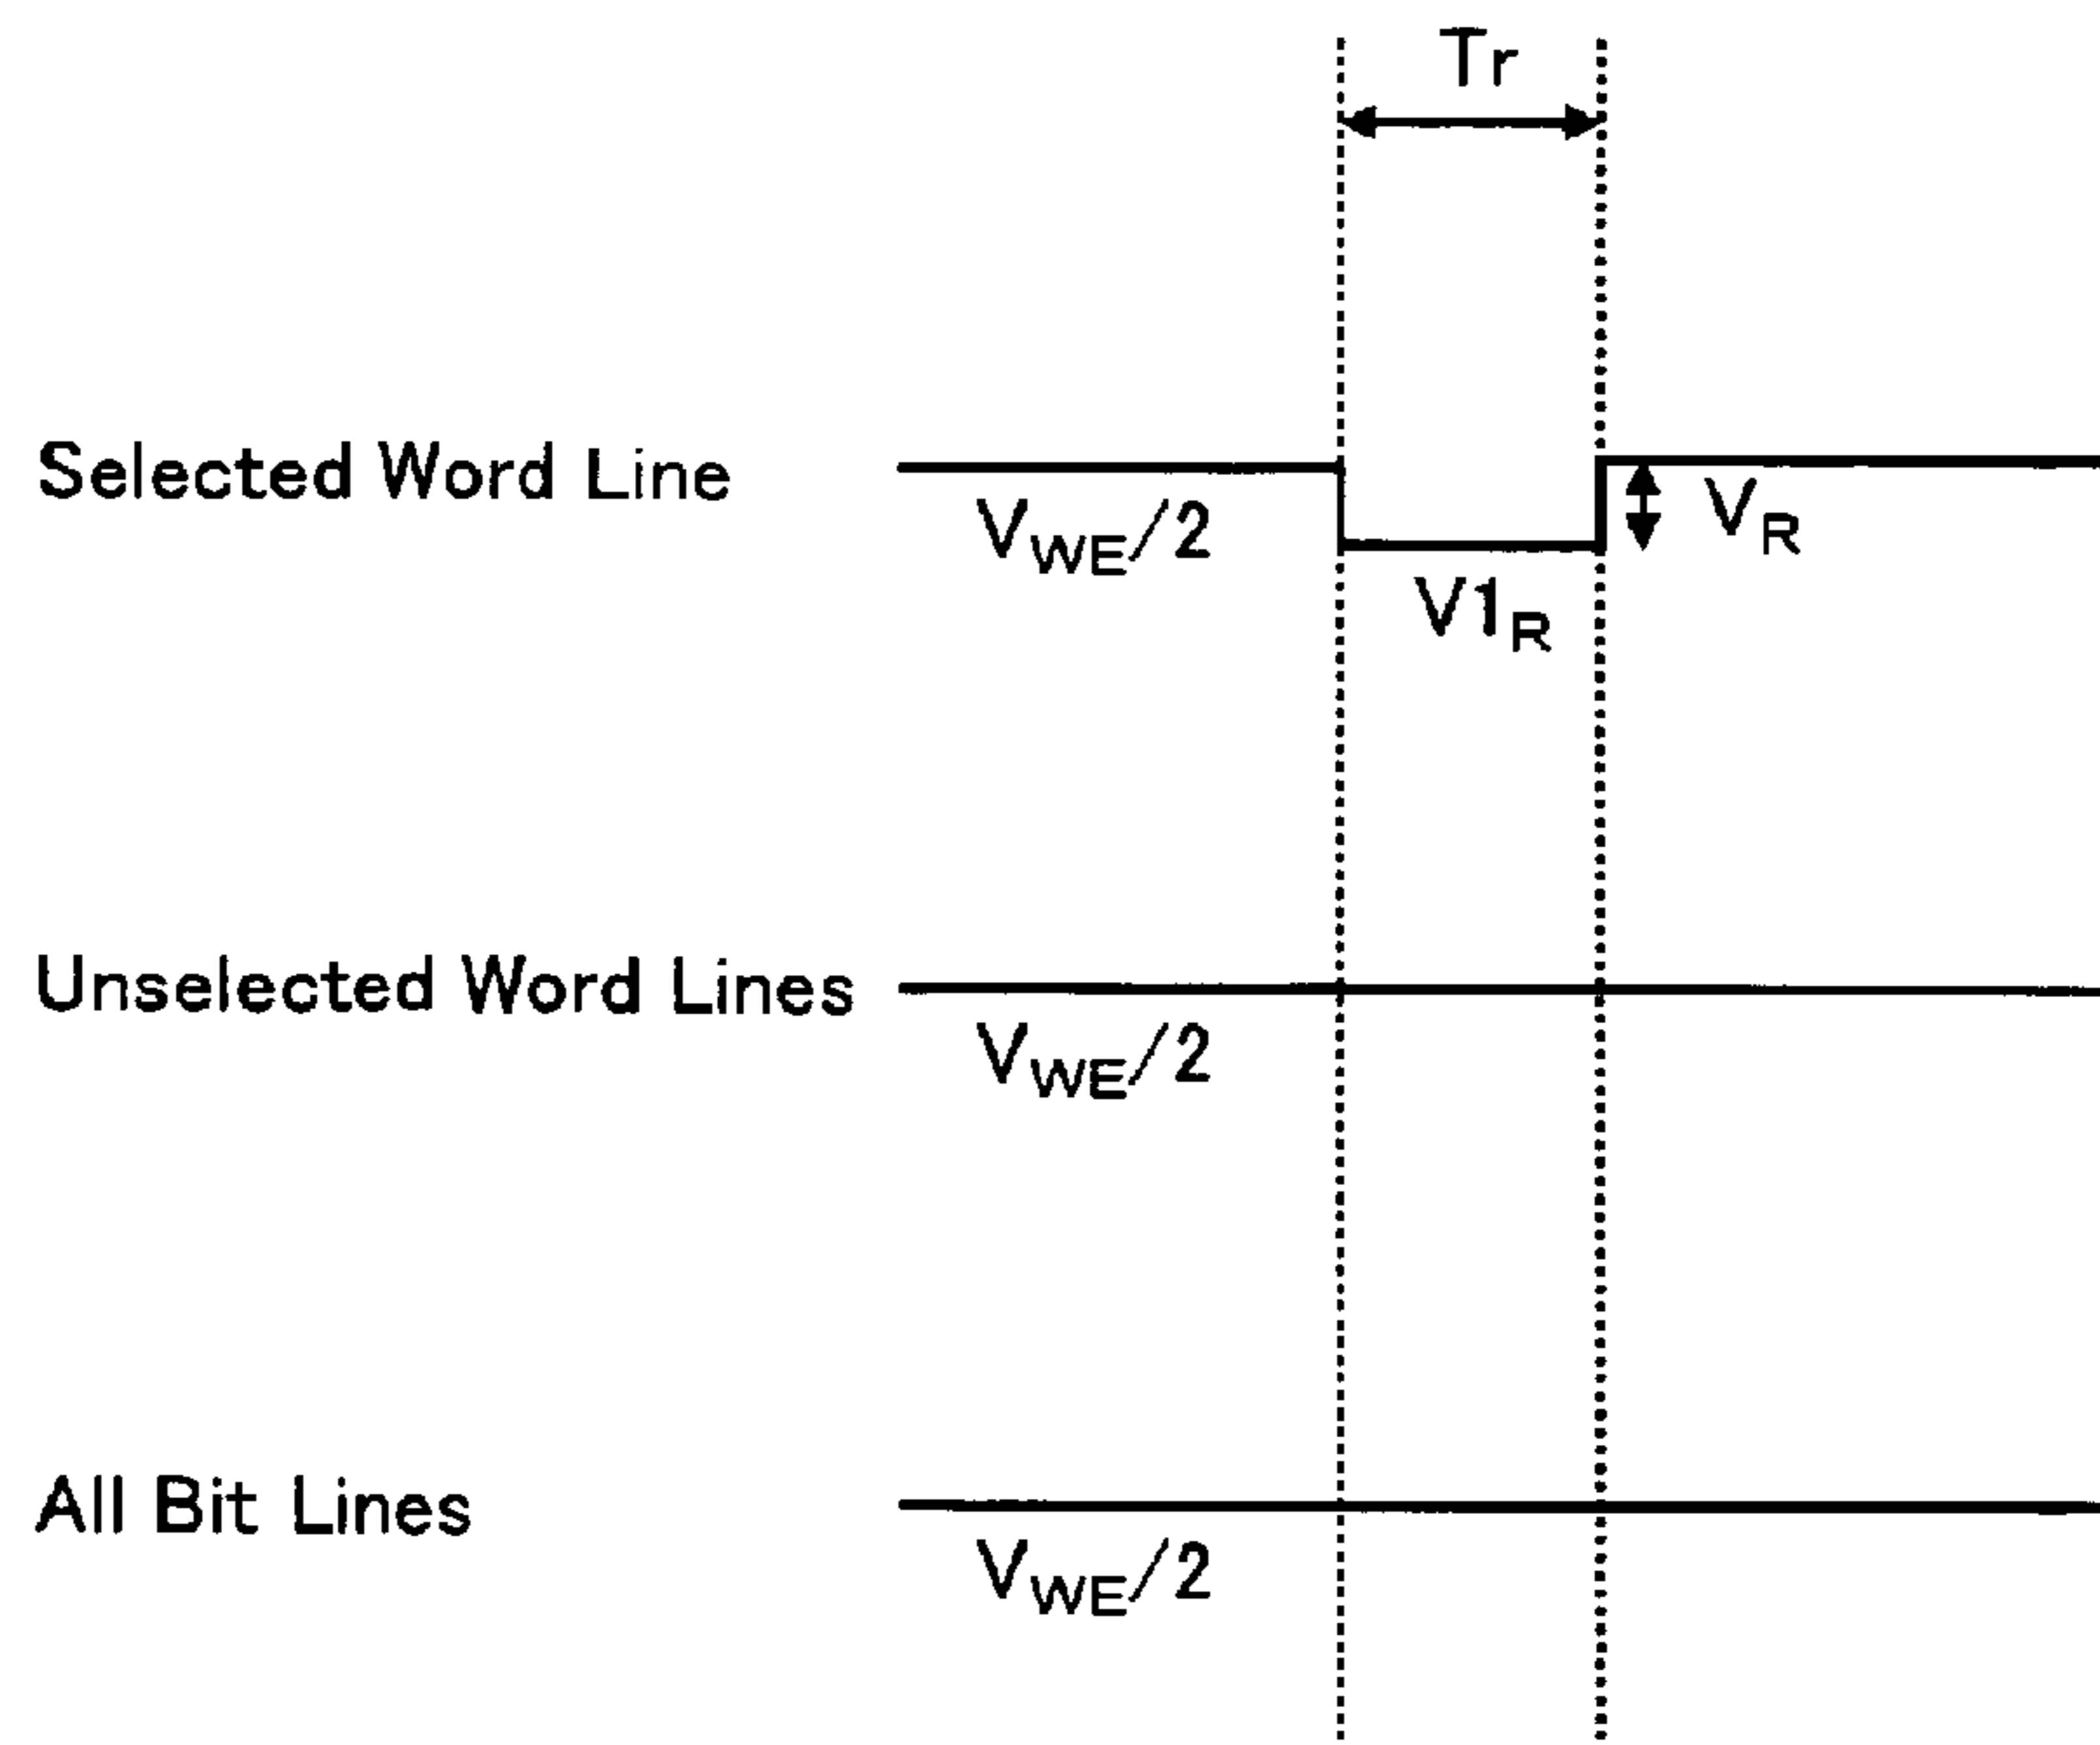 Tr
Selected Word Line
V_WE/2
V_R
V1_R
Unselected Word Lines
V_WE/2
All Bit Lines
V_WE/2